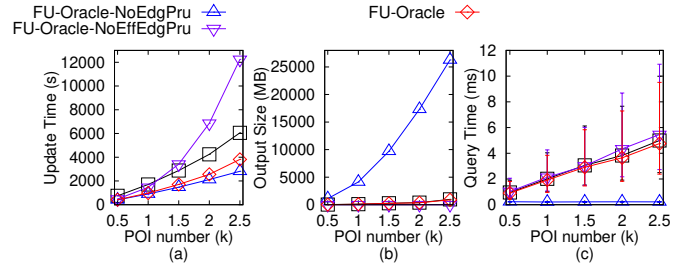 FU-Oracle-NoEdgPru
FU-Oracle-NoEffEdgPru
FU-Oracle
Update Time (s)
12000
10000
8000
6000
4000
2000
0
0.5 1 1.5 2 2.5
POI number (k)
(a)
Output Size (MB)
25000
20000
15000
10000
5000
0
0.5 1 1.5 2 2.5
POI number (k)
(b)
Query Time (ms)
12
10
8
6
4
2
0
0.5 1 1.5 2 2.5
POI number (k)
(c)